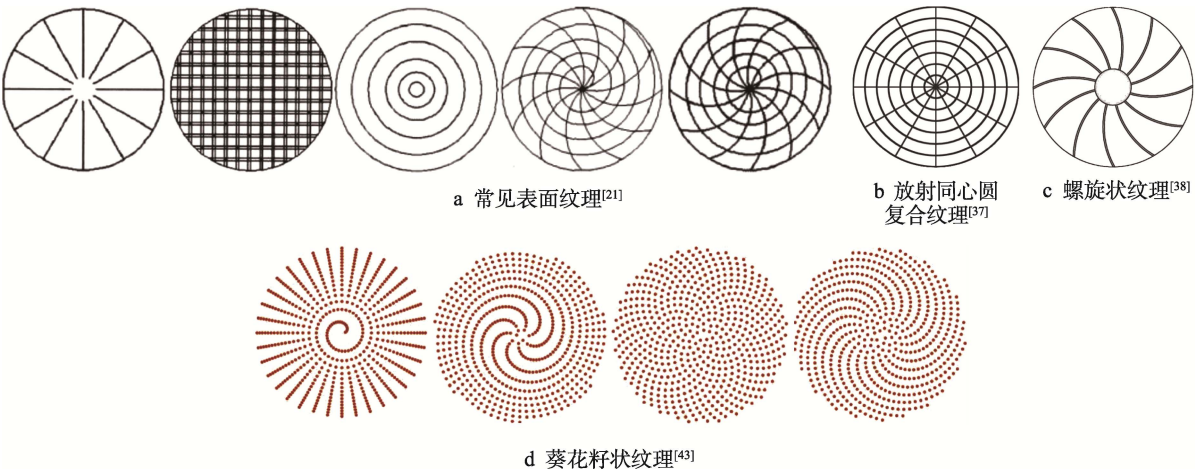 a 常见表面纹理[21]
b 放射同心圆
复合纹理[37]
c 螺旋状纹理[38]
d 葵花籽状纹理[43]